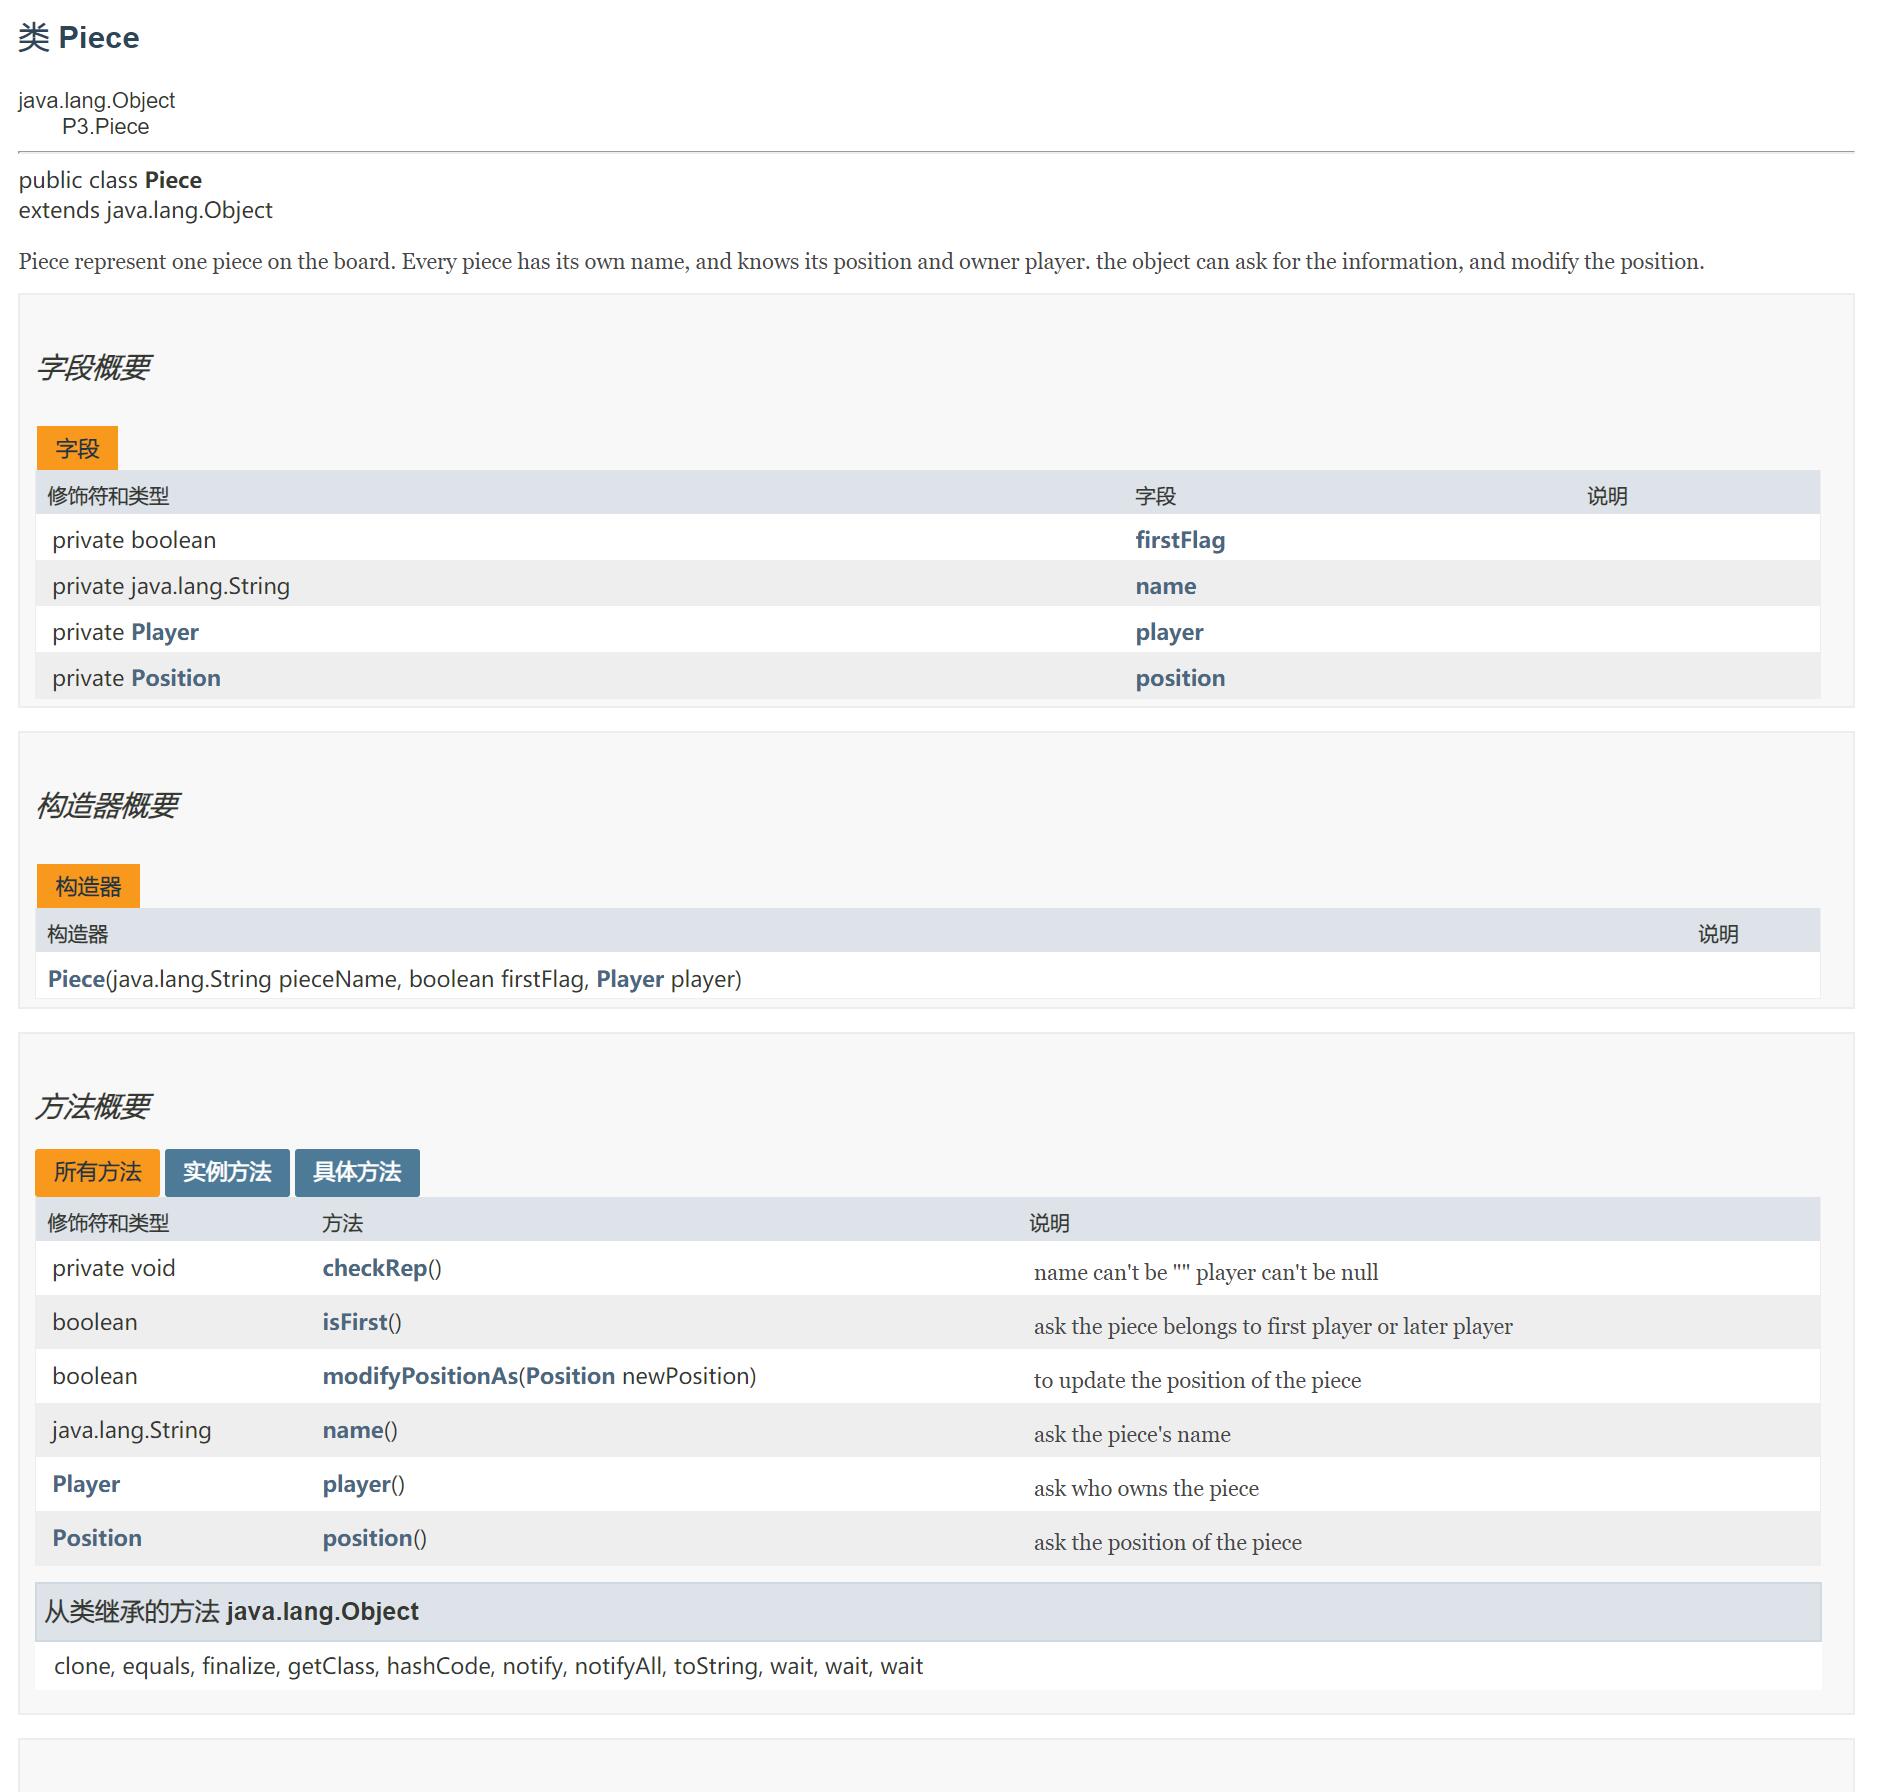 类 Piece
java.lang.Object
P3.Piece
public class Piece
extends java.lang.Object
Piece represent one piece on the board. Every piece has its own name, and knows its position and owner player. the object can ask for the information, and modify the position.
字段概要
字段
修饰符和类型 字段 说明
private boolean firstFlag
private java.lang.String name
private Player player
private Position position
构造器概要
构造器
构造器 说明
Piece(java.lang.String pieceName, boolean firstFlag, Player player)
方法概要
所有方法 实例方法 具体方法
修饰符和类型 方法 说明
private void checkRep() name can't be "" player can't be null
boolean isFirst() ask the piece belongs to first player or later player
boolean modifyPositionAs(Position newPosition) to update the position of the piece
java.lang.String name() ask the piece's name
Player player() ask who owns the piece
Position position() ask the position of the piece
从类继承的方法 java.lang.Object
clone, equals, finalize, getClass, hashCode, notify, notifyAll, toString, wait, wait, wait